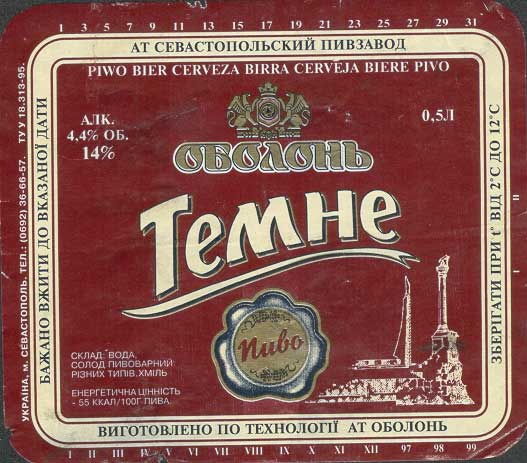 1 3 5 7 9 11 13 15 17 19 21 23 25 27 29 31
АТ СЕВАСТОПОЛЬСКИЙ ПИВЗАВОД
PIWO BIER CERVEZA BIRRA CERVEJA BIERE PIVO
АЛК.
4,4% ОБ.
14%
0,5Л
ОБОЛОНЬ
Темне
Пиво
СКЛАД: ВОДА,
СОЛОД ПИВОВАРНИЙ
РІЗНИХ ТИПІВ, ХМІЛЬ
ЕНЕРГЕТИЧНА ЦІННІСТЬ
- 55 ККАЛ/100Г ПИВА.
ВИГОТОВЛЕНО ПО ТЕХНОЛОГІЇ АТ ОБОЛОНЬ
I II III IV V VI VII VIII IX X XI XII 97 98 99
БАЖАНО ВЖИТИ ДО ВКАЗАНОЇ ДАТИ
УКРАЇНА, м. СЕВАСТОПОЛЬ. ТЕЛ.: (0692) 36-66-57. ТУ У 18.313-95.
ЗБЕРІГАТИ ПРИ t° ВІД 2°С ДО 12°С
I II